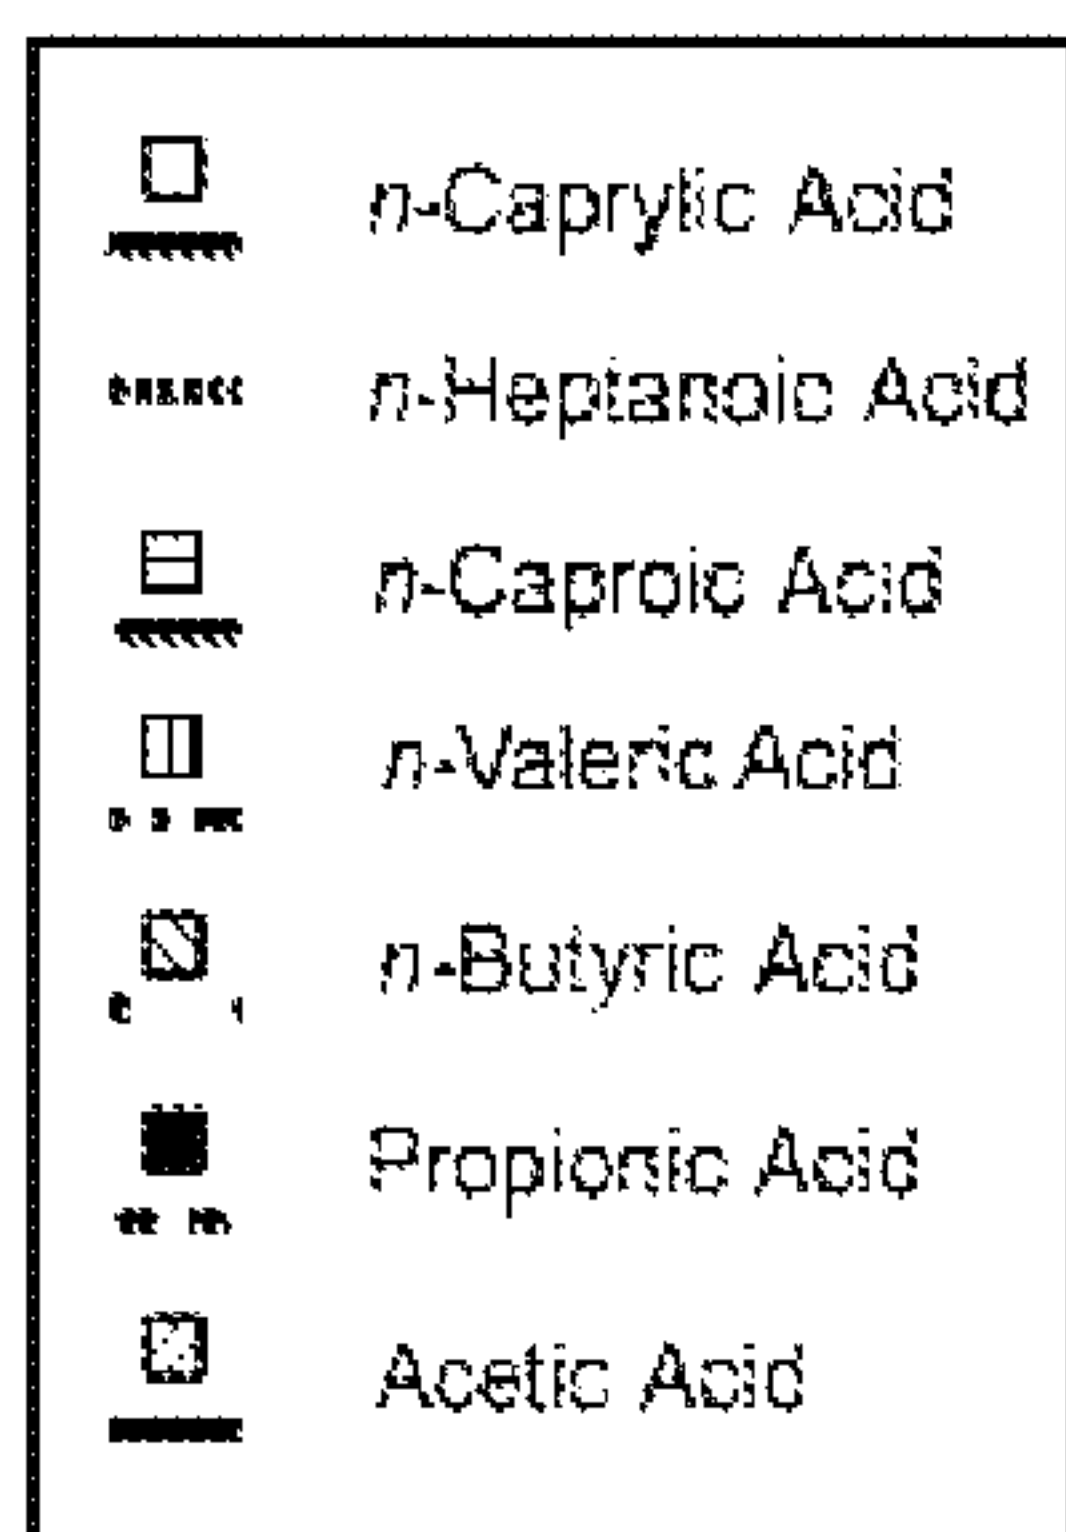 n-Caprylic Acid
n-Heptanoic Acid
n-Caproic Acid
n-Valeric Acid
n-Butyric Acid
Propionic Acid
Acetic Acid